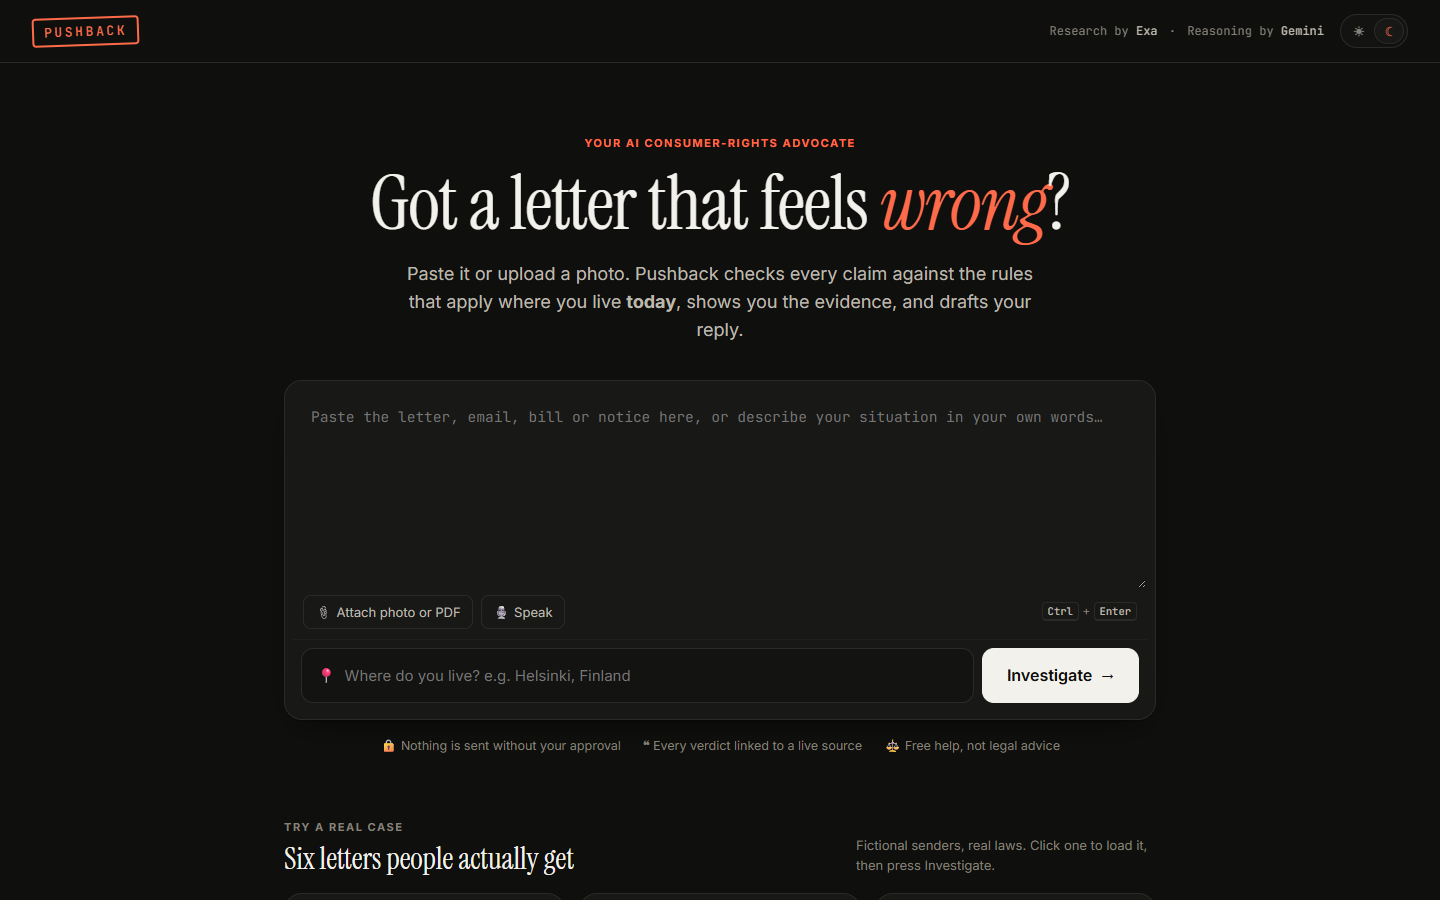 PUSHBACK
Research by Exa · Reasoning by Gemini
YOUR AI CONSUMER-RIGHTS ADVOCATE
Got a letter that feels wrong?
Paste it or upload a photo. Pushback checks every claim against the rules
that apply where you live today, shows you the evidence, and drafts your
reply.
Paste the letter, email, bill or notice here, or describe your situation in your own words…
Attach photo or PDF
Speak
Ctrl + Enter
Where do you live? e.g. Helsinki, Finland
Investigate →
Nothing is sent without your approval
❝ Every verdict linked to a live source
Free help, not legal advice
TRY A REAL CASE
Six letters people actually get
Fictional senders, real laws. Click one to load it,
then press Investigate.